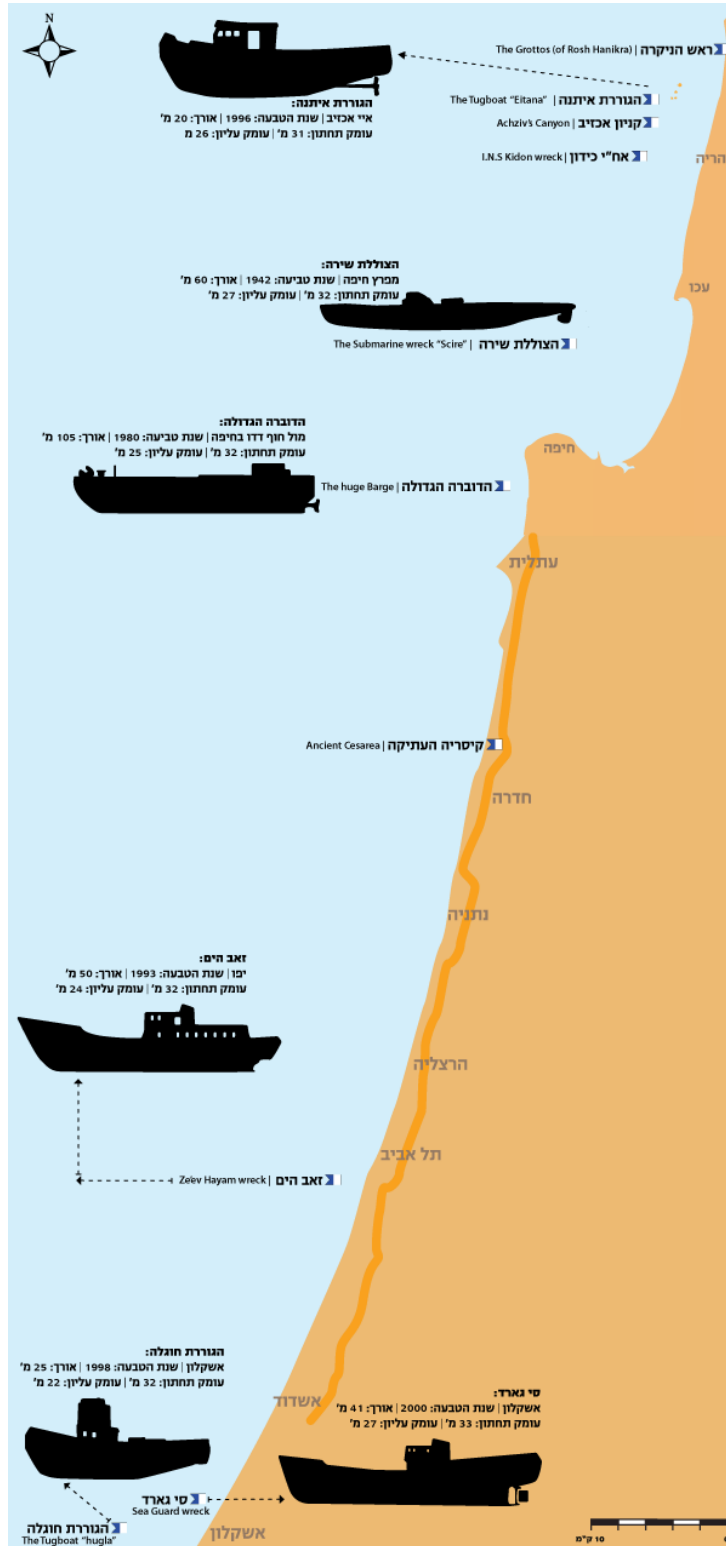 N
The Grottos (of Rosh Hanikra) | ראש הניקרה
הגוררת איתנה:
איי אכזיב | שנת הטבעה: 1996 | אורך: 20 מ'
עומק תחתון: 31 מ' | עומק עליון: 26 מ
The Tugboat "Eitana" | הגוררת איתנה
Achziv's Canyon | קניון אכזיב
I.N.S Kidon wreck | אח"י כידון
הריה
עכו
הצוללת שירה:
מפרץ חיפה | שנת טביעה: 1942 | אורך: 60 מ'
עומק תחתון: 32 מ' | עומק עליון: 27 מ'
The Submarine wreck "Scire" | הצוללת שירה
הדוברה הגדולה:
מול חוף דדו בחיפה | שנת טביעה: 1980 | אורך: 105 מ'
עומק תחתון: 32 מ' | עומק עליון: 25 מ'
חיפה
The huge Barge | הדוברה הגדולה
עתלית
Ancient Cesarea | קיסריה העתיקה
חדרה
נתניה
זאב הים:
יפו | שנת הטבעה: 1993 | אורך: 50 מ'
עומק תחתון: 32 מ' | עומק עליון: 24 מ'
הרצליה
תל אביב
Ze'ev Hayam wreck | זאב הים
הגוררת חוגלה:
אשקלון | שנת הטבעה: 1998 | אורך: 25 מ'
עומק תחתון: 32 מ' | עומק עליון: 22 מ'
אשדוד
סי גארד:
אשקלון | שנת הטבעה: 2000 | אורך: 41 מ'
עומק תחתון: 33 מ' | עומק עליון: 27 מ'
סי גארד
Sea Guard wreck
הגוררת חוגלה
The Tugboat "hugla"
אשקלון
10 ק"מ